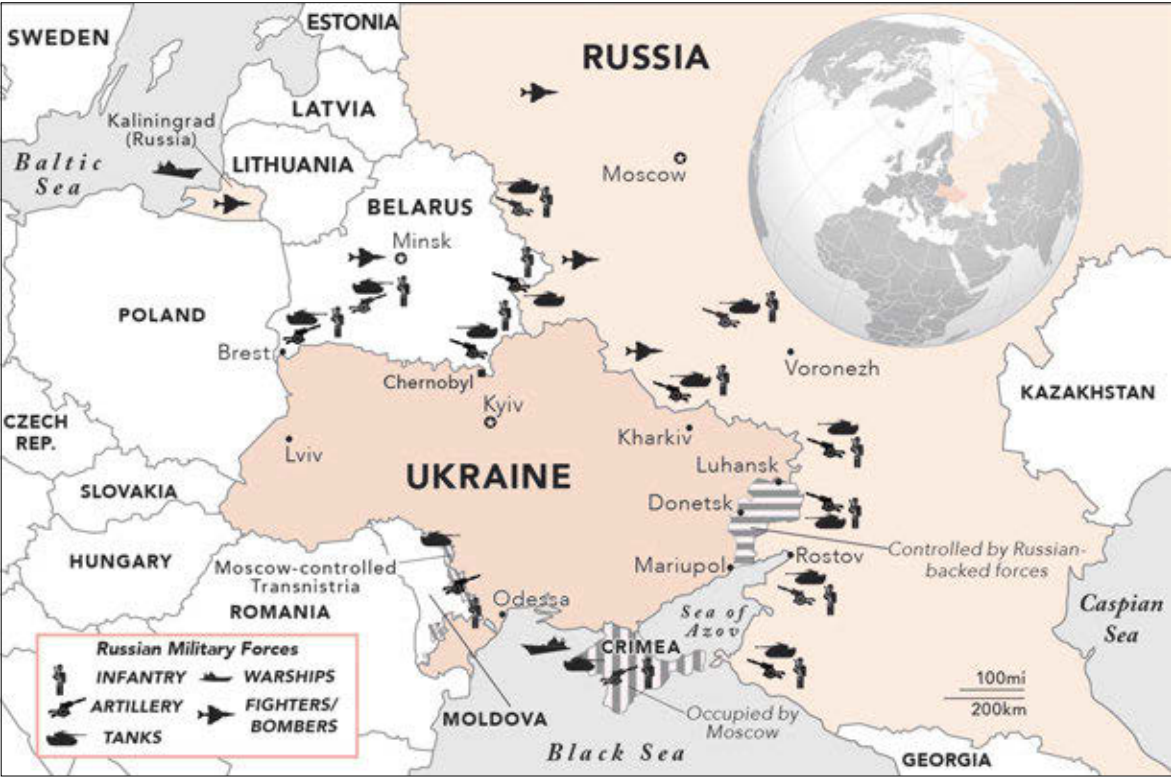 SWEDEN
ESTONIA
RUSSIA
LATVIA
Kaliningrad
(Russia)
Baltic
Sea
LITHUANIA
Moscow
BELARUS
Minsk
POLAND
Brest
Chernobyl
Voronezh
KAZAKHSTAN
CZECH
REP.
Kyiv
Lviv
Kharkiv
UKRAINE
Luhansk
SLOVAKIA
Donetsk
HUNGARY
Moscow-controlled
Transnistria
Mariupol
Rostov
Controlled by Russian-
backed forces
ROMANIA
Odessa
Sea of
Azov
Caspian
Sea
CRIMEA
Russian Military Forces
INFANTRY
WARSHIPS
ARTILLERY
FIGHTERS/
BOMBERS
TANKS
MOLDOVA
Occupied by
Moscow
100mi
200km
Black Sea
GEORGIA